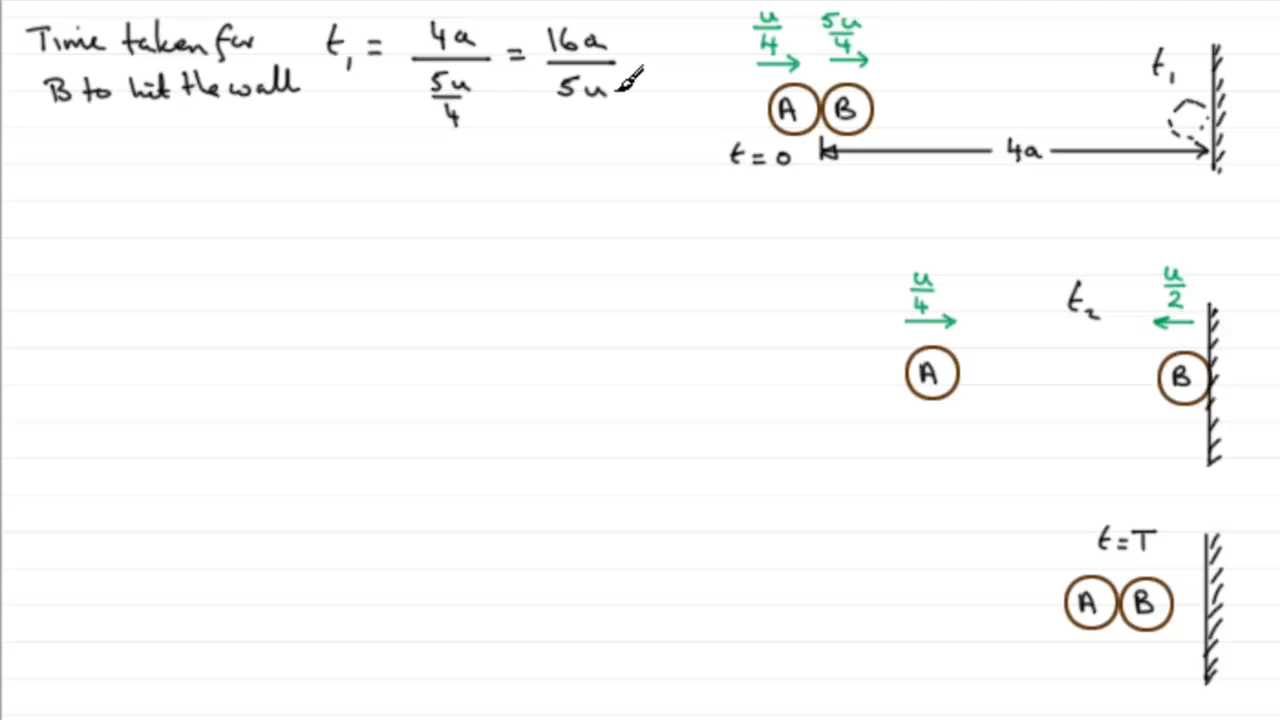 Time taken for
B to hit the wall
t₁ = 4a / (5u/4) = 16a / 5u
u/4 5u/4
A B
t = 0
4a
t₁
u/4
t₂
u/2
A
B
t = T
A B